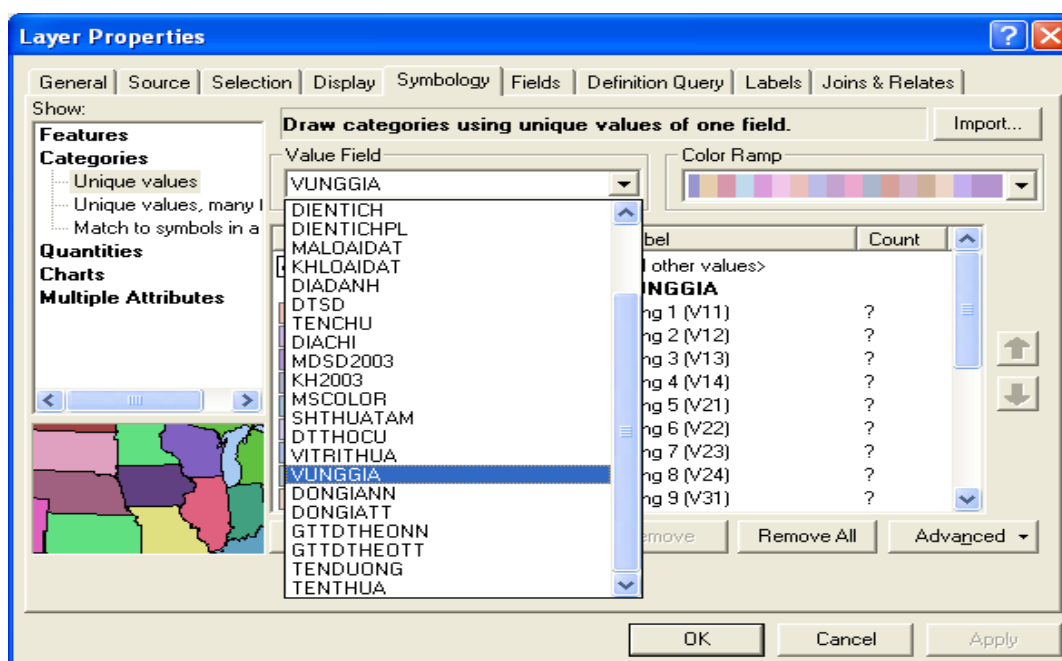 Layer Properties
General Source Selection Display Symbology Fields Definition Query Labels Joins & Relates
Show:
Features
Categories
Unique values
Unique values, many
Match to symbols in a
Quantities
Charts
Multiple Attributes
Draw categories using unique values of one field.
Import...
Value Field
VUNGGIA
Color Ramp
DIENTICH
DIENTICHPL
MALOAIDAT
KHLOAIDAT
DIADANH
DTSD
TENCHU
DIACHI
MDSD2003
KH2003
MSCOLOR
SHTHUATAM
DTTHOCU
VITRITHUA
VUNGGIA
DONGIANN
DONGIATT
GTTDTHEONN
GTTDTHEOTT
TENDUONG
TENTHUA
bel Count
other values>
INGGIA
ng 1 (V11) ?
ng 2 (V12) ?
ng 3 (V13) ?
ng 4 (V14) ?
ng 5 (V21) ?
ng 6 (V22) ?
ng 7 (V23) ?
ng 8 (V24) ?
ng 9 (V31) ?
emove Remove All Advanced
OK Cancel Apply